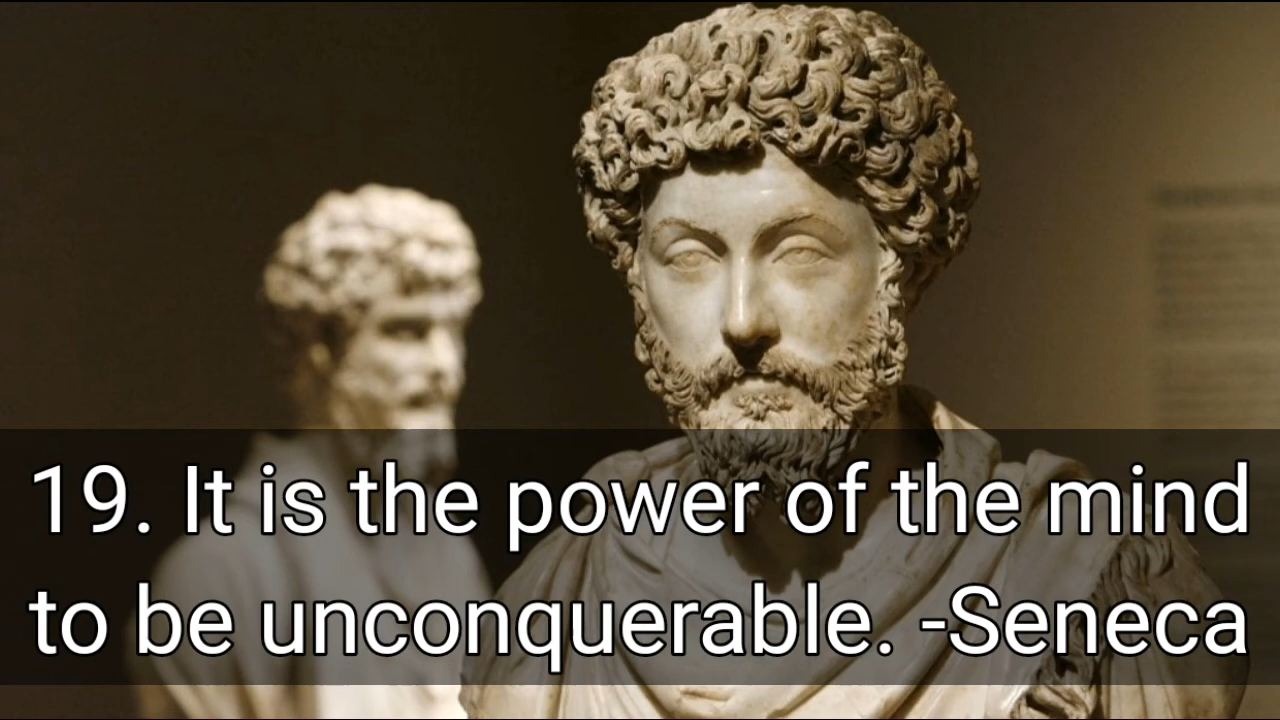 19. It is the power of the mind
to be unconquerable. -Seneca